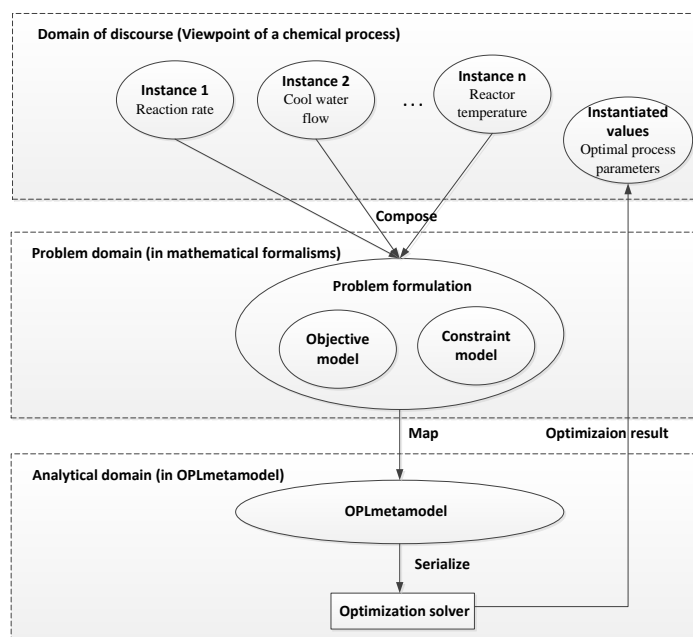 Domain of discourse (Viewpoint of a chemical process)
Instance 1
Reaction rate
Instance 2
Cool water
flow
...
Instance n
Reactor
temperature
Instantiated
values
Optimal process
parameters
Compose
Problem domain (in mathematical formalisms)
Problem formulation
Objective
model
Constraint
model
Map
Optimizaion result
Analytical domain (in OPLmetamodel)
OPLmetamodel
Serialize
Optimization solver